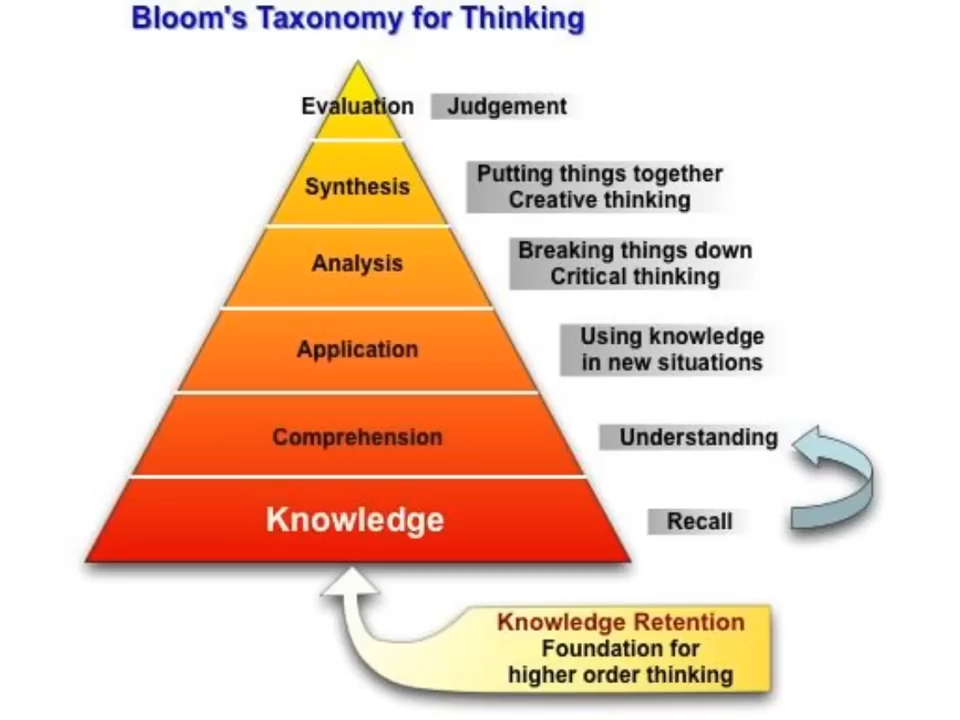 Bloom's Taxonomy for Thinking
Evaluation
Judgement
Synthesis
Putting things together
Creative thinking
Analysis
Breaking things down
Critical thinking
Application
Using knowledge
in new situations
Comprehension
Understanding
Knowledge
Recall
Knowledge Retention
Foundation for
higher order thinking